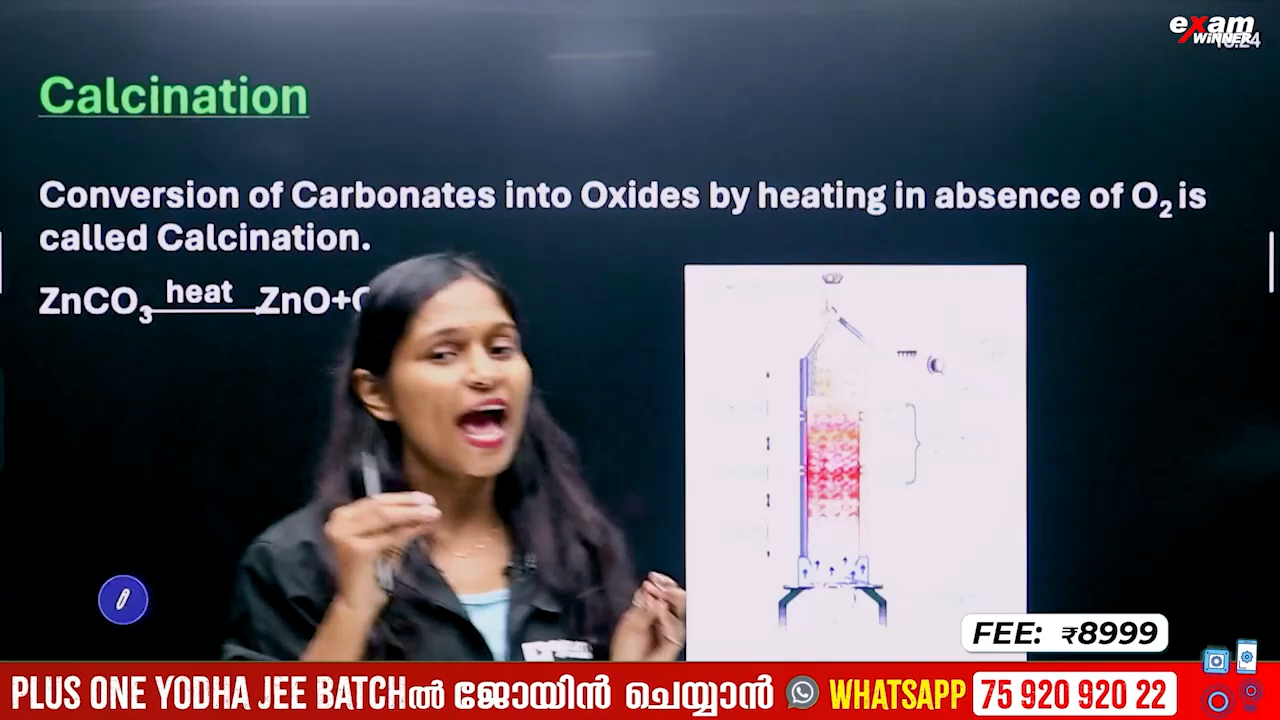 exam
WINNER
Calcination
Conversion of Carbonates into Oxides by heating in absence of O₂ is
called Calcination.
heat
ZnCO₃ ZnO+
FEE: ₹8999
PLUS ONE YODHA JEE BATCHൽ ജോയിൻ ചെയ്യാൻ WHATSAPP 75 920 920 22